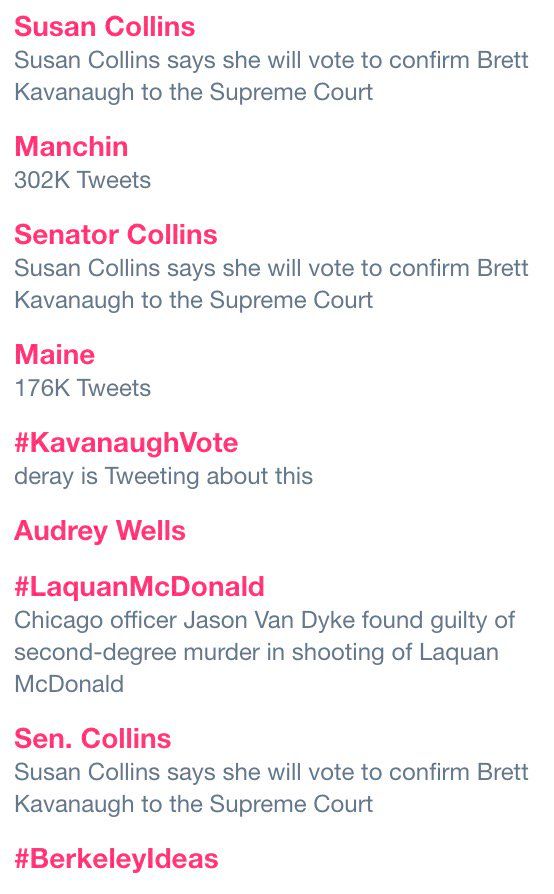 Susan Collins
Susan Collins says she will vote to confirm Brett
Kavanaugh to the Supreme Court
Manchin
302K Tweets
Senator Collins
Susan Collins says she will vote to confirm Brett
Kavanaugh to the Supreme Court
Maine
176K Tweets
#KavanaughVote
deray is Tweeting about this
Audrey Wells
#LaquanMcDonald
Chicago officer Jason Van Dyke found guilty of
second-degree murder in shooting of Laquan
McDonald
Sen. Collins
Susan Collins says she will vote to confirm Brett
Kavanaugh to the Supreme Court
#BerkeleyIdeas